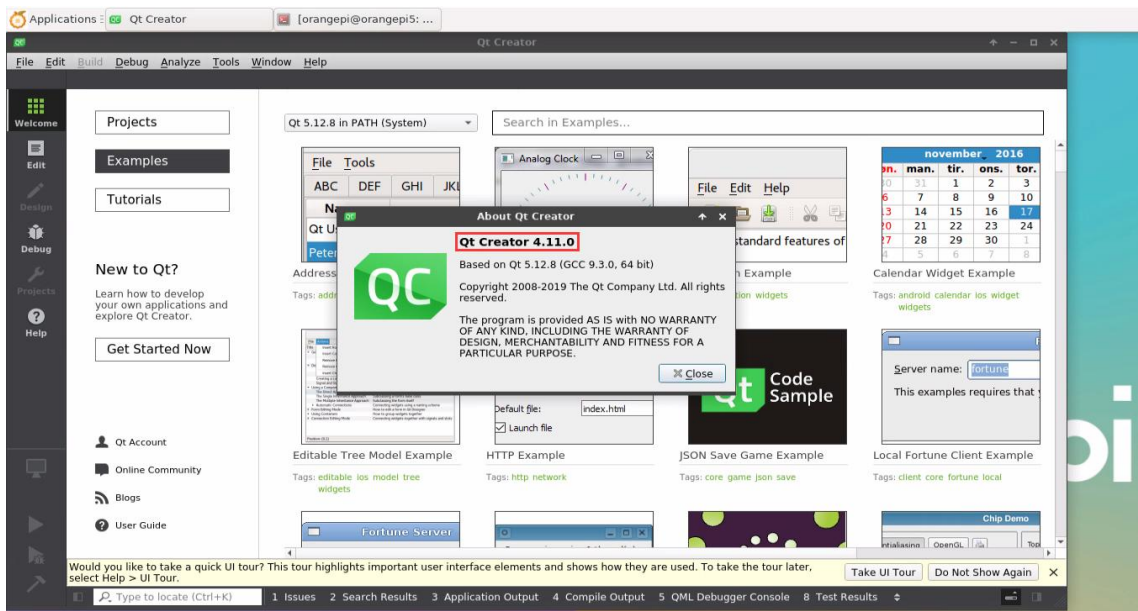 Applications
Qt Creator
[orangepi@orangepi5: ...
Qt Creator
File Edit Build Debug Analyze Tools Window Help
Welcome
Edit
Design
Debug
Projects
Help
Projects
Examples
Tutorials
New to Qt?
Learn how to develop
your own applications and
explore Qt Creator.
Get Started Now
Qt Account
Online Community
Blogs
User Guide
Qt 5.12.8 in PATH (System)
Search in Examples...
File Tools
ABC DEF GHI JKL
Analog Clock
File Edit Help
standard features of
november 2016
man. tir. ons. tor.
31 1 2 3
7 8 9 10
14 15 16 17
21 22 23 24
28 29 30 1
5 6 7 8
About Qt Creator
QC
Qt Creator 4.11.0
Based on Qt 5.12.8 (GCC 9.3.0, 64 bit)
Copyright 2008-2019 The Qt Company Ltd. All rights
reserved.
The program is provided AS IS with NO WARRANTY
OF ANY KIND, INCLUDING THE WARRANTY OF
DESIGN, MERCHANTABILITY AND FITNESS FOR A
PARTICULAR PURPOSE.
Close
Address
Tags:
Example
widgets
Calendar Widget Example
Tags: android calendar ios widget
widgets
Default file: index.html
Launch file
Qt Code
Sample
Server name: fortune
This examples requires that
Editable Tree Model Example
Tags: editable ios model tree
widgets
HTTP Example
Tags: http network
JSON Save Game Example
Tags: core game json save
Local Fortune Client Example
Tags: client core fortune local
Fortune Server
Chip Demo
OpenGL
pi
Would you like to take a quick UI tour? This tour highlights important user interface elements and shows how they are used. To take the tour later,
select Help > UI Tour.
Take UI Tour
Do Not Show Again
Type to locate (Ctrl+K)
1 Issues 2 Search Results 3 Application Output 4 Compile Output 5 QML Debugger Console 8 Test Results